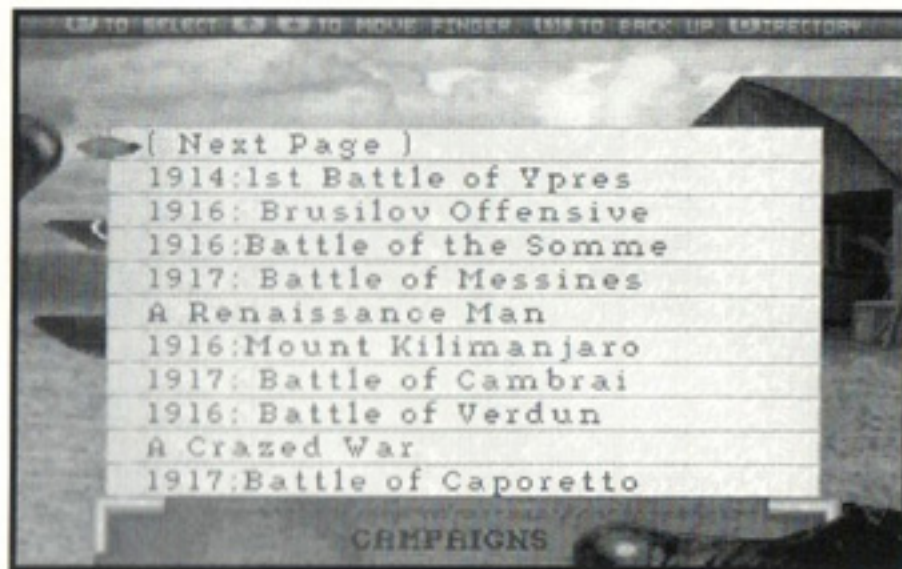 TO SELECT TO MOVE FINGER. TO BACK UP. DIRECTORY.
( Next Page )
1914:1st Battle of Ypres
1916: Brusilov Offensive
1916:Battle of the Somme
1917: Battle of Messines
A Renaissance Man
1916:Mount Kilimanjaro
1917: Battle of Cambrai
1916: Battle of Verdun
A Crazed War
1917:Battle of Caporetto
CAMPAIGNS